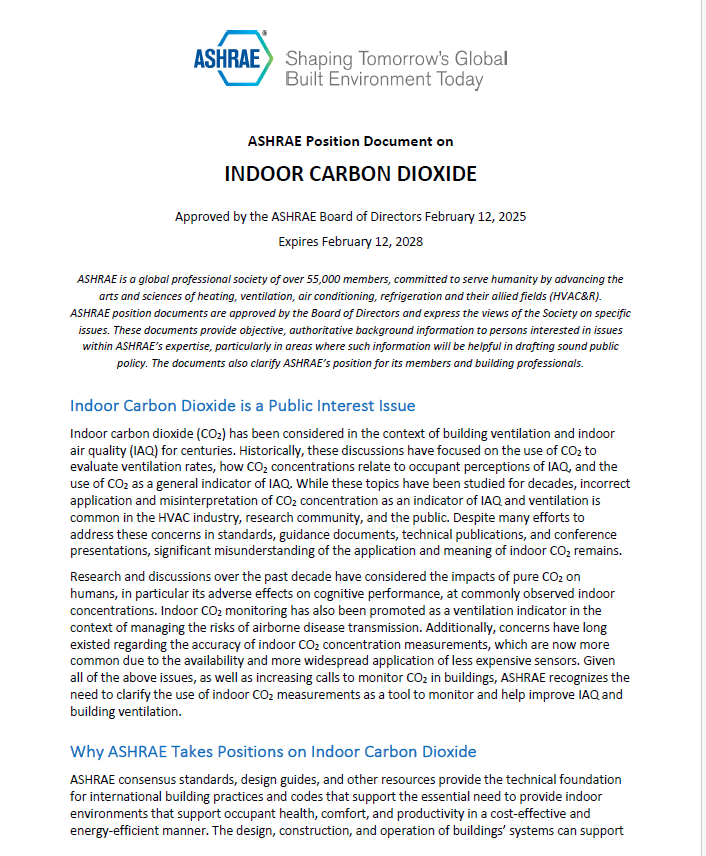 ASHRAE®
Shaping Tomorrow's Global
Built Environment Today
ASHRAE Position Document on
INDOOR CARBON DIOXIDE
Approved by the ASHRAE Board of Directors February 12, 2025
Expires February 12, 2028
ASHRAE is a global professional society of over 55,000 members, committed to serve humanity by advancing the
arts and sciences of heating, ventilation, air conditioning, refrigeration and their allied fields (HVAC&R).
ASHRAE position documents are approved by the Board of Directors and express the views of the Society on specific
issues. These documents provide objective, authoritative background information to persons interested in issues
within ASHRAE's expertise, particularly in areas where such information will be helpful in drafting sound public
policy. The documents also clarify ASHRAE's position for its members and building professionals.
Indoor Carbon Dioxide is a Public Interest Issue
Indoor carbon dioxide (CO₂) has been considered in the context of building ventilation and indoor
air quality (IAQ) for centuries. Historically, these discussions have focused on the use of CO₂ to
evaluate ventilation rates, how CO₂ concentrations relate to occupant perceptions of IAQ, and the
use of CO₂ as a general indicator of IAQ. While these topics have been studied for decades, incorrect
application and misinterpretation of CO₂ concentration as an indicator of IAQ and ventilation is
common in the HVAC industry, research community, and the public. Despite many efforts to
address these concerns in standards, guidance documents, technical publications, and conference
presentations, significant misunderstanding of the application and meaning of indoor CO₂ remains.
Research and discussions over the past decade have considered the impacts of pure CO₂ on
humans, in particular its adverse effects on cognitive performance, at commonly observed indoor
concentrations. Indoor CO₂ monitoring has also been promoted as a ventilation indicator in the
context of managing the risks of airborne disease transmission. Additionally, concerns have long
existed regarding the accuracy of indoor CO₂ concentration measurements, which are now more
common due to the availability and more widespread application of less expensive sensors. Given
all of the above issues, as well as increasing calls to monitor CO₂ in buildings, ASHRAE recognizes the
need to clarify the use of indoor CO₂ measurements as a tool to monitor and help improve IAQ and
building ventilation.
Why ASHRAE Takes Positions on Indoor Carbon Dioxide
ASHRAE consensus standards, design guides, and other resources provide the technical foundation
for international building practices and codes that support the essential need to provide indoor
environments that support occupant health, comfort, and productivity in a cost-effective and
energy-efficient manner. The design, construction, and operation of buildings' systems can support